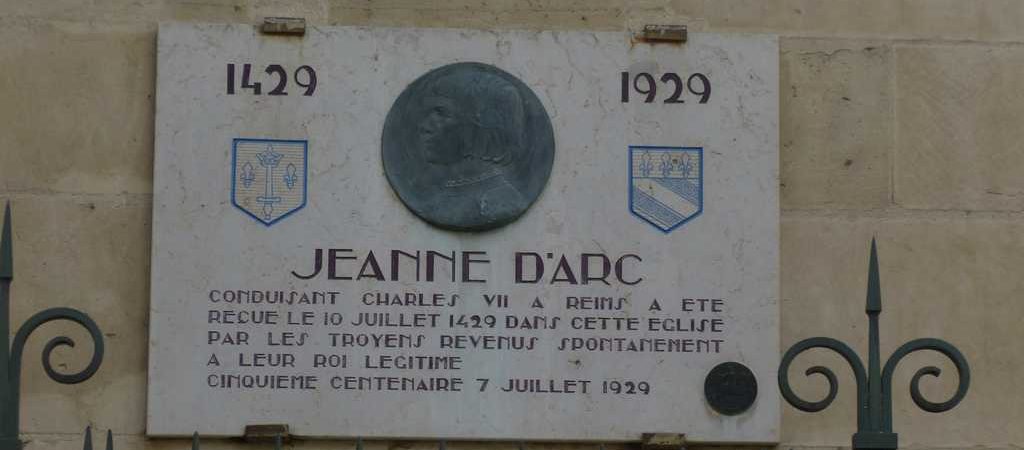 1429
1929
JEANNE D'ARC
CONDUISANT CHARLES VII A REIMS A ETE
REÇUE LE 10 JUILLET 1429 DANS CETTE EGLISE
PAR LES TROYENS REVENUS SPONTANEMENT
A LEUR ROI LEGITIME
CINQUIEME CENTENAIRE 7 JUILLET 1929